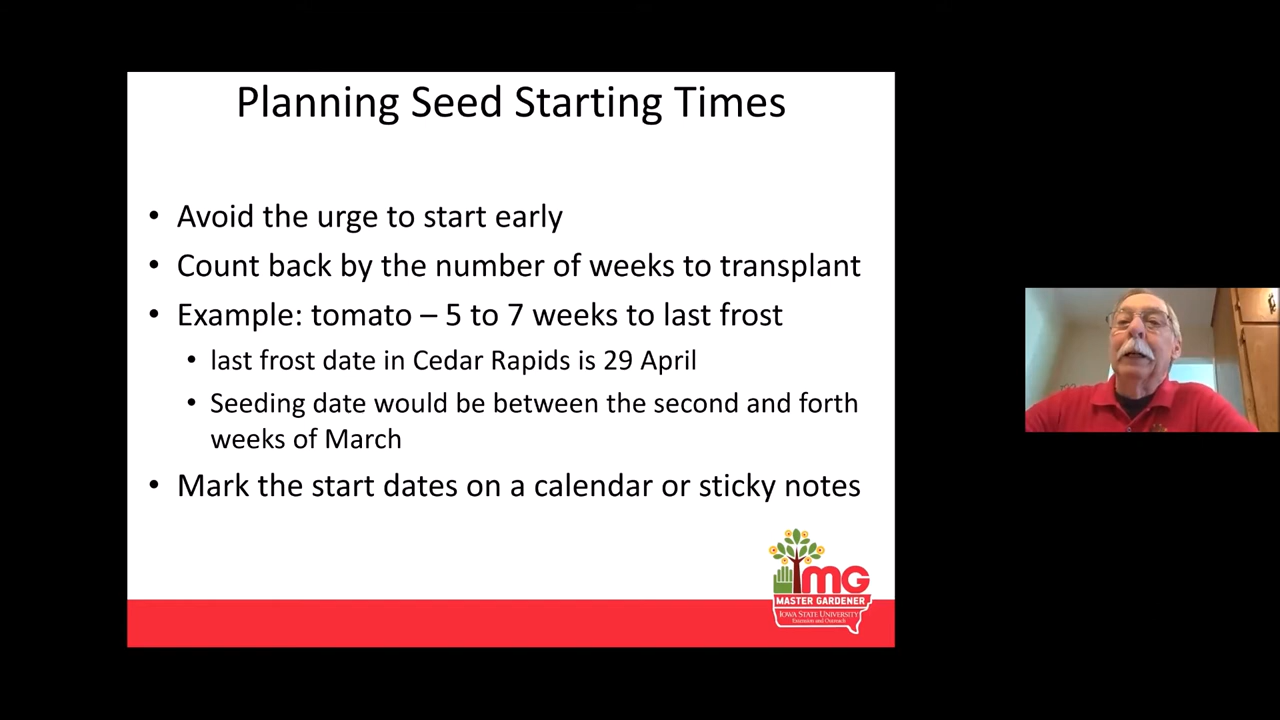 Planning Seed Starting Times
• Avoid the urge to start early
• Count back by the number of weeks to transplant
• Example: tomato – 5 to 7 weeks to last frost
• last frost date in Cedar Rapids is 29 April
• Seeding date would be between the second and forth
weeks of March
• Mark the start dates on a calendar or sticky notes
MG
MASTER GARDENER
IOWA STATE UNIVERSITY
Extension and Outreach